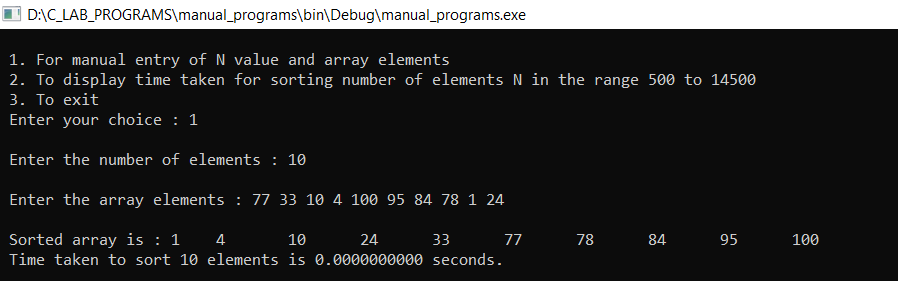 D:\C_LAB_PROGRAMS\manual_programs\bin\Debug\manual_programs.exe
1. For manual entry of N value and array elements
2. To display time taken for sorting number of elements N in the range 500 to 14500
3. To exit
Enter your choice : 1
Enter the number of elements : 10
Enter the array elements : 77 33 10 4 100 95 84 78 1 24
Sorted array is : 1    4       10      24      33      77      78      84      95      100
Time taken to sort 10 elements is 0.0000000000 seconds.